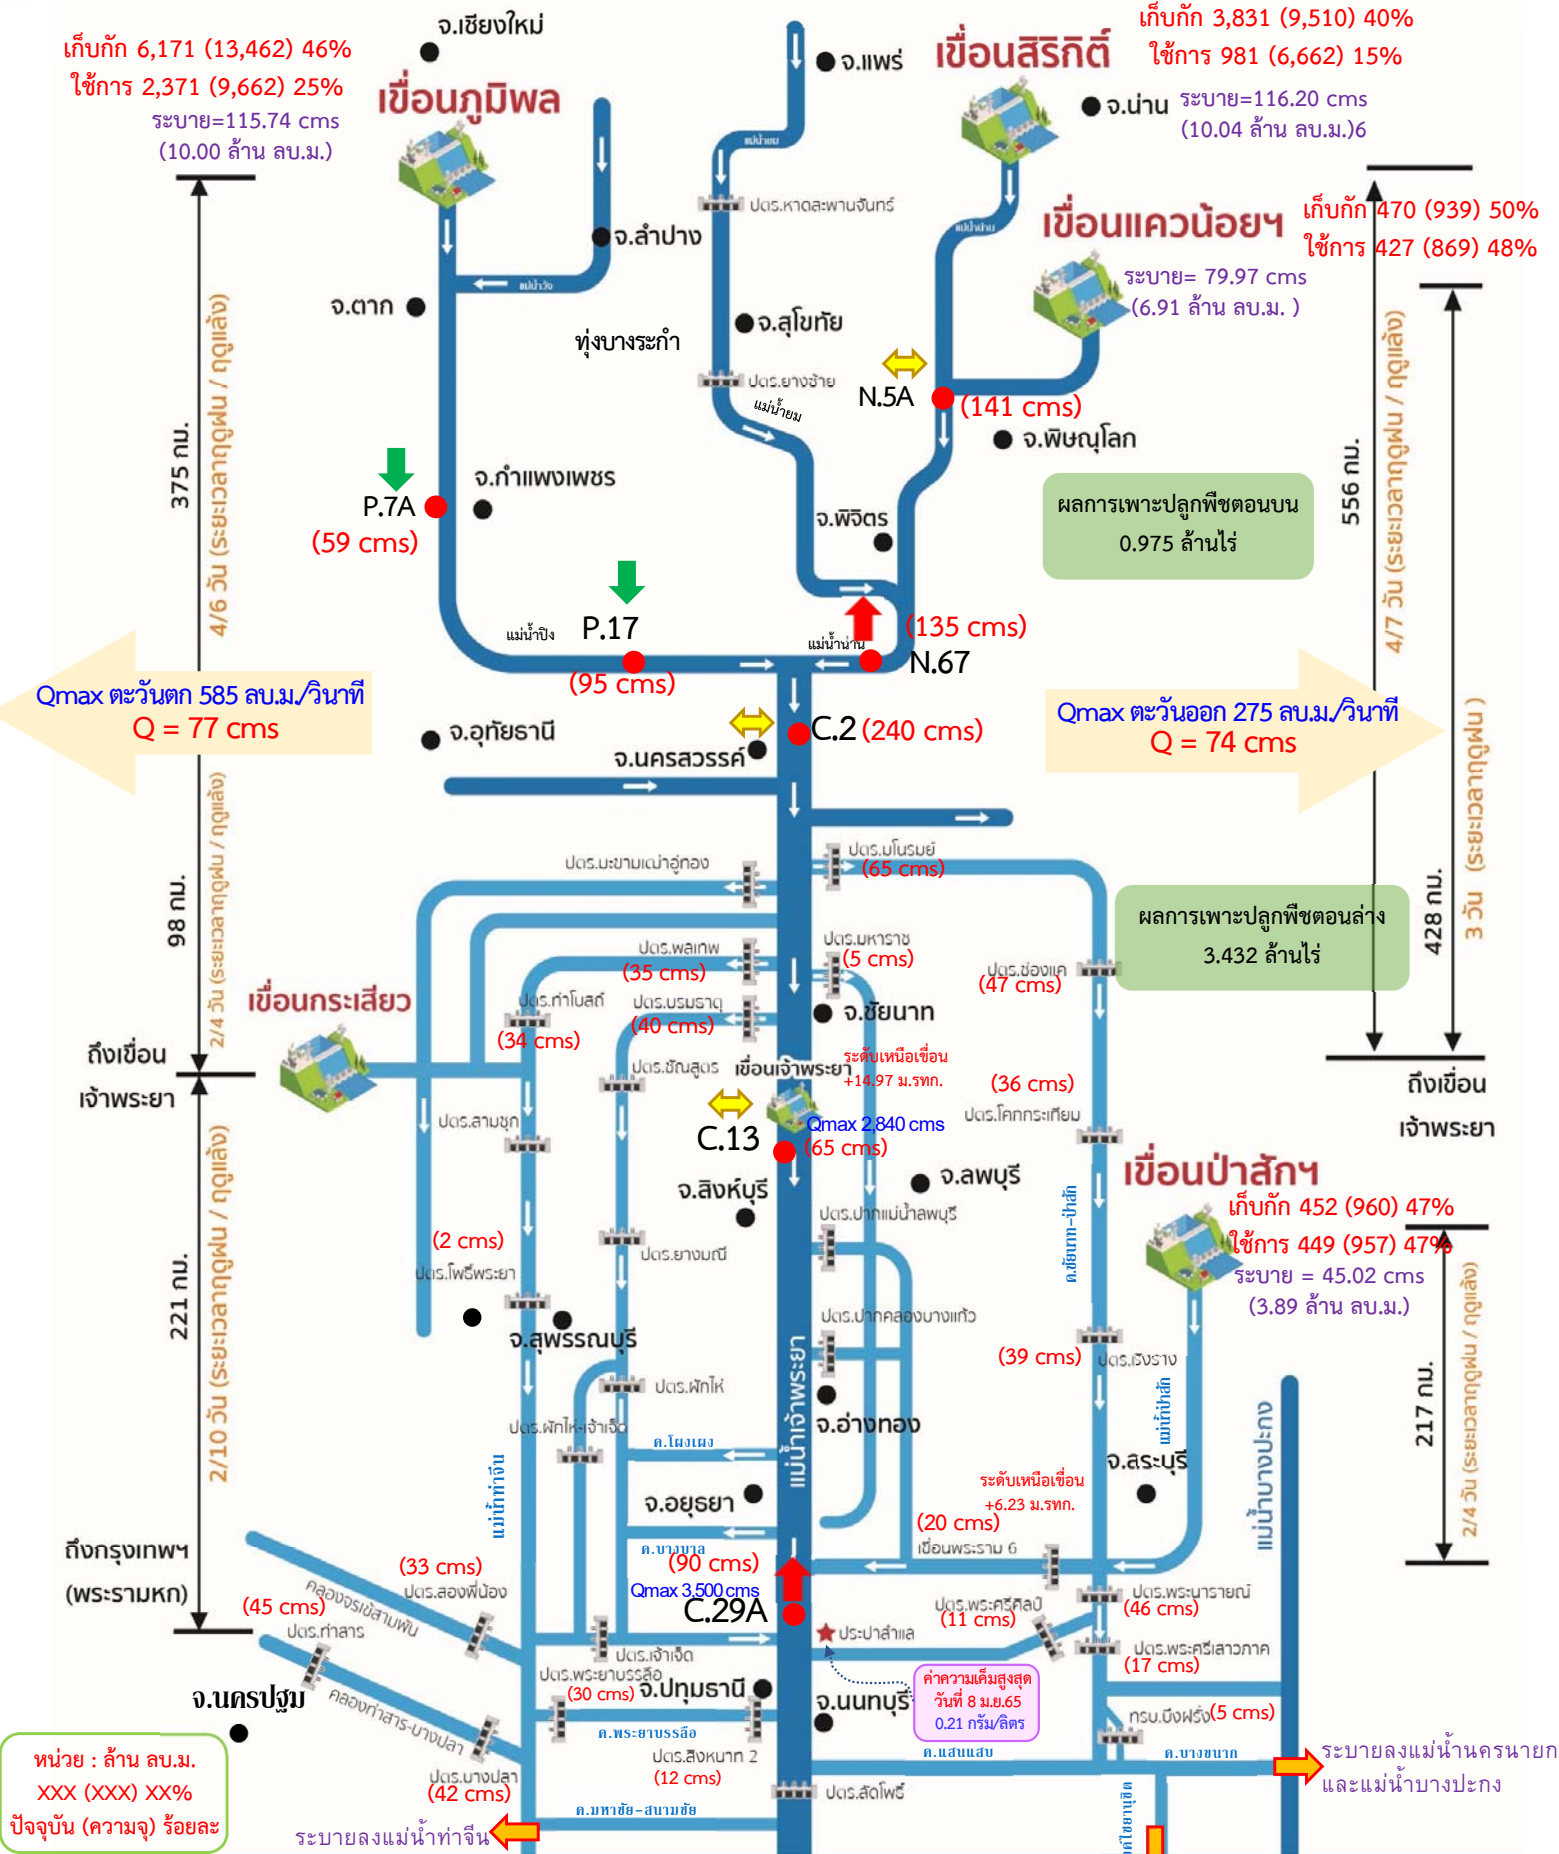 จ.เชียงใหม่
เก็บกัก 6,171 (13,462) 46%
ใช้การ 2,371 (9,662) 25%
ระบาย=115.74 cms
(10.00 ล้าน ลบ.ม.)
เขื่อนภูมิพล
จ.แพร่
เขื่อนสิริกิติ์
เก็บกัก 3,831 (9,510) 40%
ใช้การ 981 (6,662) 15%
จ.น่าน
ระบาย=116.20 cms
(10.04 ล้าน ลบ.ม.)6
แม่น้ำยม
ปตร.หาดสะพานจันทร์
แม่น้ำน่าน
เขื่อนแควน้อยฯ
เก็บกัก 470 (939) 50%
ใช้การ 427 (869) 48%
ระบาย= 79.97 cms
(6.91 ล้าน ลบ.ม. )
จ.ลำปาง
แม่น้ำวัง
จ.ตาก
ทุ่งบางระกำ
จ.สุโขทัย
ปตร.ยางซ้าย
แม่น้ำยม
N.5A
(141 cms)
จ.พิษณุโลก
375 กม.
4/6 วัน (ระยะเวลาฤดูฝน / ฤดูแล้ง)
P.7A
(59 cms)
จ.กำแพงเพชร
จ.พิจิตร
ผลการเพาะปลูกพืชตอนบน
0.975 ล้านไร่
556 กม.
4/7 วัน (ระยะเวลาฤดูฝน / ฤดูแล้ง)
แม่น้ำปิง
P.17
(95 cms)
แม่น้ำน่าน
(135 cms)
N.67
Qmax ตะวันตก 585 ลบ.ม./วินาที
Q = 77 cms
Qmax ตะวันออก 275 ลบ.ม./วินาที
Q = 74 cms
จ.อุทัยธานี
จ.นครสวรรค์
C.2 (240 cms)
98 กม.
2/4 วัน (ระยะเวลาฤดูฝน / ฤดูแล้ง)
428 กม.
3 วัน (ระยะเวลาฤดูฝน )
ปตร.มะขามเฒ่าอู่ทอง
ปตร.มโนรมย์
(65 cms)
ผลการเพาะปลูกพืชตอนล่าง
3.432 ล้านไร่
ปตร.พลเทพ
(35 cms)
ปตร.มหาราช
(5 cms)
ปตร.ช่องแค
(47 cms)
เขื่อนกระเสียว
ปตร.ท่าโบสถ์
(34 cms)
ปตร.บรมธาตุ
(40 cms)
จ.ชัยนาท
ถึงเขื่อน
เจ้าพระยา
ปตร.ชัณสูตร
เขื่อนเจ้าพระยา
ระดับเหนือเขื่อน
+14.97 ม.รทก.
(36 cms)
ปตร.โคกกระเทียม
ถึงเขื่อน
เจ้าพระยา
ปตร.สามชุก
C.13
Qmax 2,840 cms
(65 cms)
จ.สิงห์บุรี
จ.ลพบุรี
เขื่อนป่าสักฯ
เก็บกัก 452 (960) 47%
ใช้การ 449 (957) 47%
ระบาย = 45.02 cms
(3.89 ล้าน ลบ.ม.)
ปตร.ปากแม่น้ำลพบุรี
ค.ชัยนาท-ป่าสัก
221 กม.
2/10 วัน (ระยะเวลาฤดูฝน / ฤดูแล้ง)
(2 cms)
ปตร.โพธิ์พระยา
ปตร.ยางมณี
จ.สุพรรณบุรี
ปตร.ปากคลองบางแก้ว
(39 cms)
ปตร.เริงราง
217 กม.
2/4 วัน (ระยะเวลาฤดูฝน / ฤดูแล้ง)
ปตร.ผักไห่
ปตร.ผักไห่-เจ้าเจ็ด
แม่น้ำเจ้าพระยา
จ.อ่างทอง
แม่น้ำป่าสัก
แม่น้ำบางปะกง
ค.โผงเผง
แม่น้ำท่าจีน
จ.สระบุรี
จ.อยุธยา
ระดับเหนือเขื่อน
+6.23 ม.รทก.
ถึงกรุงเทพฯ
(พระรามหก)
ค.บางบาล
(20 cms)
เขื่อนพระราม 6
(33 cms)
ปตร.สองพี่น้อง
คลองจรเข้สามพัน
(90 cms)
Qmax 3,500 cms
C.29A
ปตร.พระนารายณ์
(46 cms)
ปตร.พระศรีศิลป์
(11 cms)
(45 cms)
ปตร.ท่าสาร
ประปาสำแล
ปตร.พระศรีเสาวภาค
(17 cms)
ปตร.เจ้าเจ็ด
ปตร.พระยาบรรลือ
(30 cms)
จ.ปทุมธานี
จ.นนทบุรี
ค่าความเค็มสูงสุด
วันที่ 8 ม.ย.65
0.21 กรัม/ลิตร
จ.นครปฐม
คลองท่าสาร-บางปลา
ค.พระยาบรรลือ
ทรบ.บึงฝรั่ง
(5 cms)
ปตร.สิงหนาท 2
(12 cms)
ค.แสนแสบ
ค.บางขนาก
ระบายลงแม่น้ำนครนายก
และแม่น้ำบางปะกง
หน่วย : ล้าน ลบ.ม.
XXX (XXX) XX%
ปัจจุบัน (ความจุ) ร้อยละ
ปตร.บางปลา
(42 cms)
ปตร.ลัดโพธิ์
ค.มหาชัย-สนามชัย
ระบายลงแม่น้ำท่าจีน